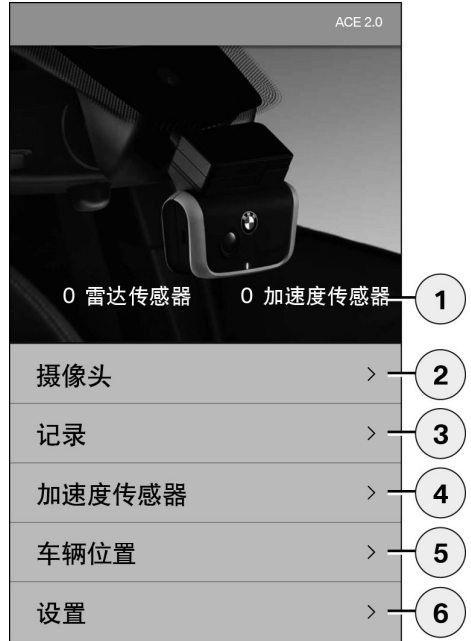 ACE 2.0
0 雷达传感器 0 加速度传感器 1
摄像头 > 2
记录 > 3
加速度传感器 > 4
车辆位置 > 5
设置 > 6